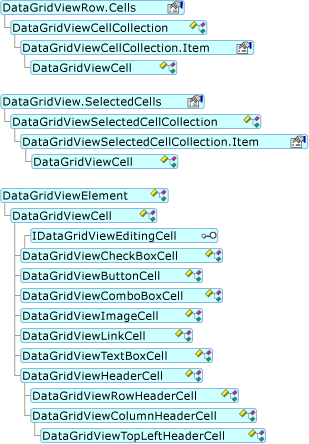 DataGridViewRow.Cells
DataGridViewCellCollection
DataGridViewCellCollection.Item
DataGridViewCell
DataGridView.SelectedCells
DataGridViewSelectedCellCollection
DataGridViewSelectedCellCollection.Item
DataGridViewCell
DataGridViewElement
DataGridViewCell
IDataGridViewEditingCell
DataGridViewCheckBoxCell
DataGridViewButtonCell
DataGridViewComboBoxCell
DataGridViewImageCell
DataGridViewLinkCell
DataGridViewTextBoxCell
DataGridViewHeaderCell
DataGridViewRowHeaderCell
DataGridViewColumnHeaderCell
DataGridViewTopLeftHeaderCell